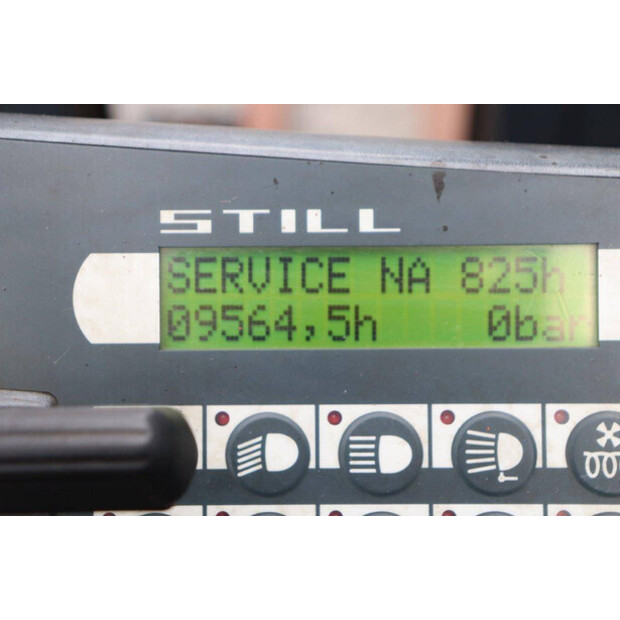 STILL
SERVICE NA 825h
09564,5h 0bar